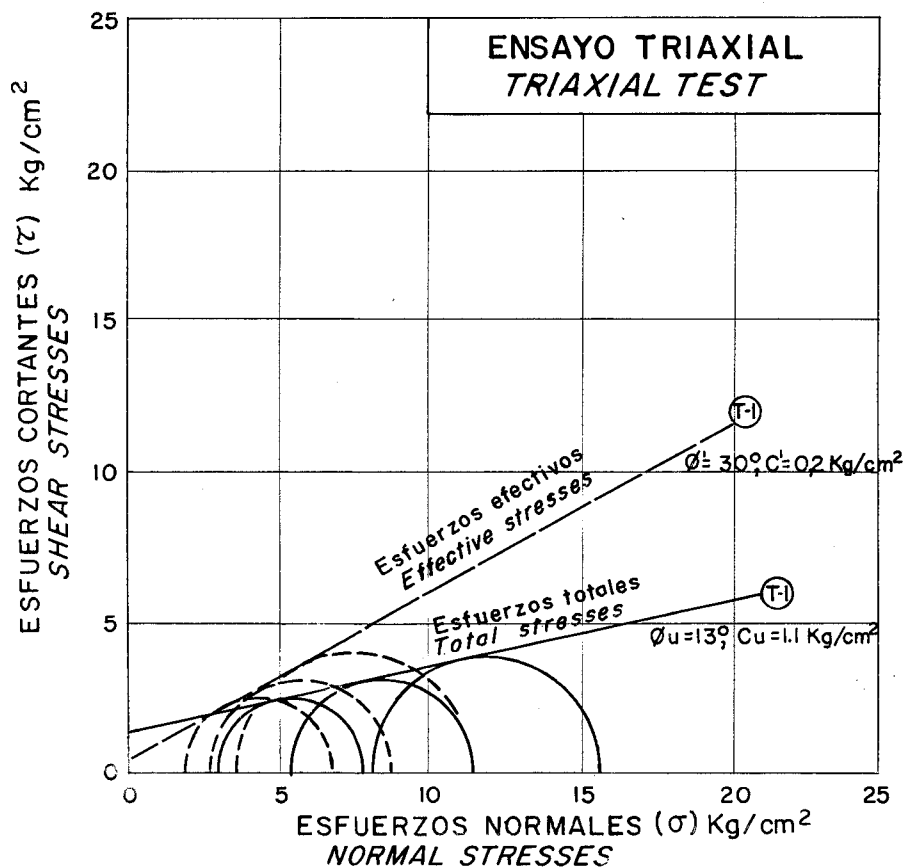 ENSAYO TRIAXIAL
TRIAXIAL TEST
ESFUERZOS CORTANTES (τ) Kg/cm²
SHEAR STRESSES
25
20
15
10
5
0
T-1
Ø'= 30°, C'= 0,2 Kg/cm²
Esfuerzos efectivos
Effective stresses
Esfuerzos totales
Total stresses
T-1
Øu=13°, Cu=1.1 Kg/cm²
0 5 10 15 20 25
ESFUERZOS NORMALES (σ) Kg/cm²
NORMAL STRESSES